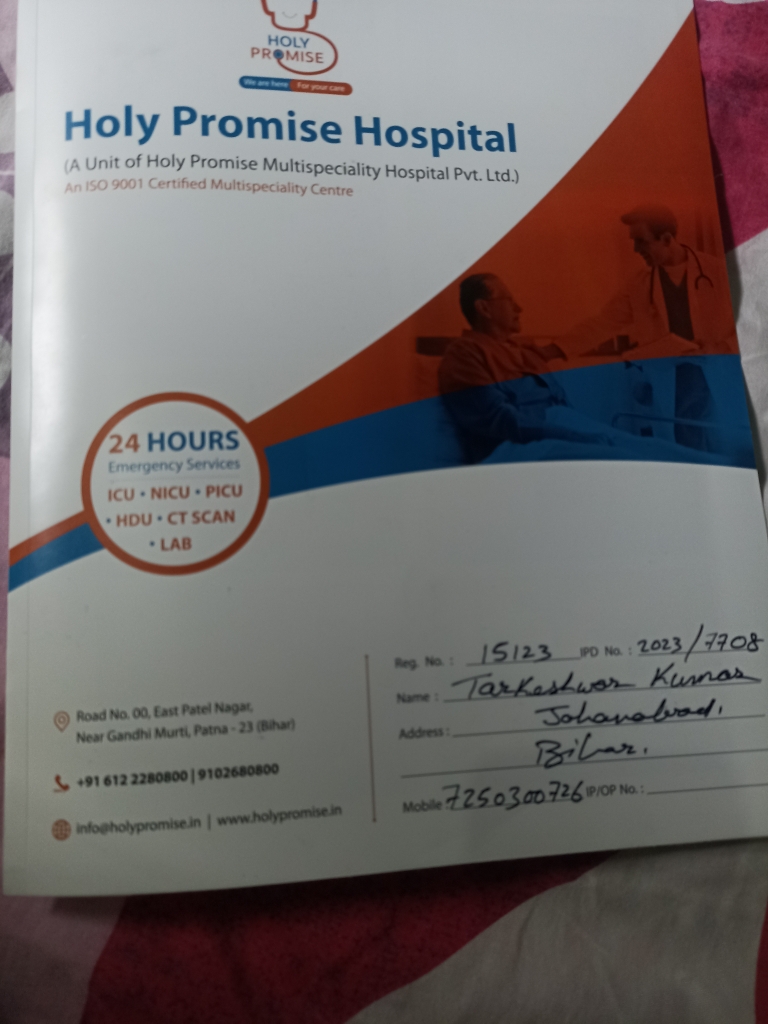 HOLY
PROMISE
We are here For your care
Holy Promise Hospital
(A Unit of Holy Promise Multispeciality Hospital Pvt. Ltd.)
An ISO 9001 Certified Multispeciality Centre
24 HOURS
Emergency Services
ICU • NICU • PICU
• HDU • CT SCAN
• LAB
Road No. 00, East Patel Nagar,
Near Gandhi Murti, Patna - 23 (Bihar)
+91 612 2280800 | 9102680800
info@holypromise.in | www.holypromise.in
Reg. No. : 15123 IPD No. : 2023/7708
Name : Tarkeshwar Kumar
Address : Jahanabad,
Bihar.
Mobile 7250300726 IP/OP No. :